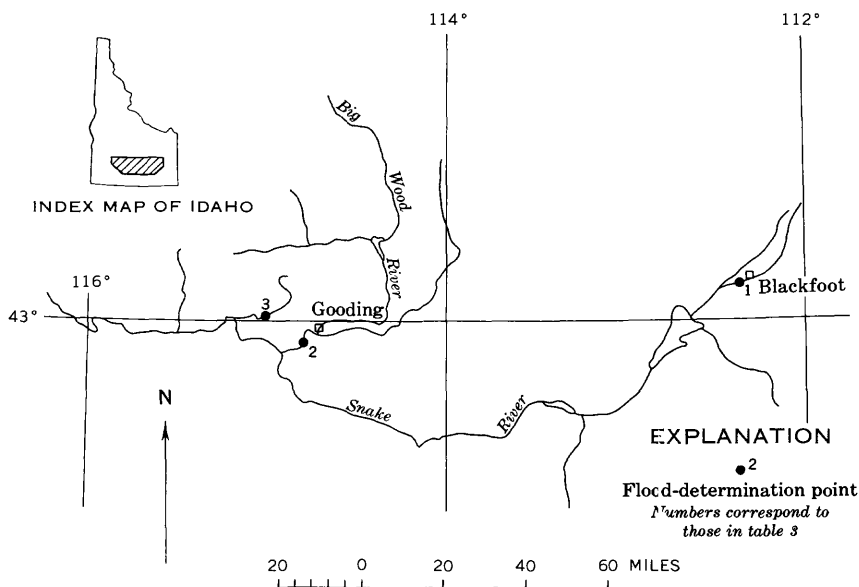 114°
112°
Big
Wood
River
INDEX MAP OF IDAHO
116°
43°
3
Gooding
2
1 Blackfoot
N
Snake
River
EXPLANATION
2
Flood-determination point
Numbers correspond to
those in table 3
20 0 20 40 60 MILES